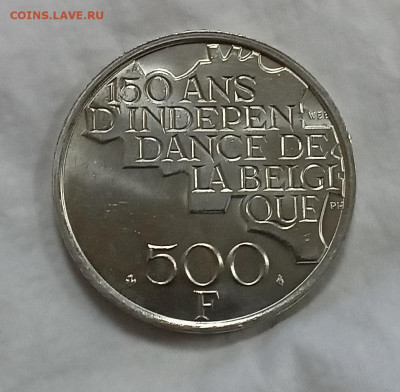 COINS.LAVE.RU
150 ANS
D'INDEPEN
DANCE DE
LA BELGI
QUE
500
F